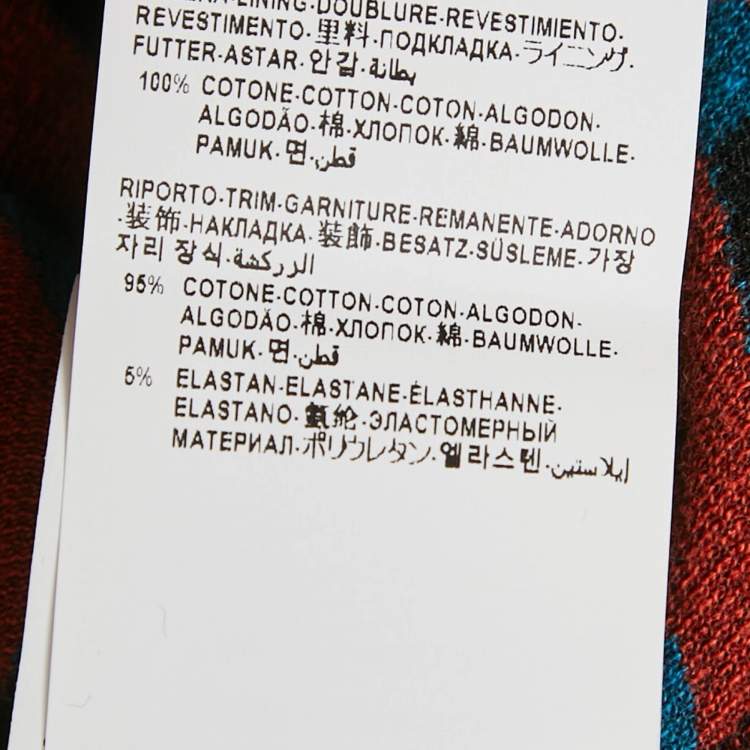 LINING-DOUBLURE-REVESTIMIENTO-
REVESTIMENTO-里料-ПОДКЛАДКА-ライニング-
FUTTER-ASTAR-안감-بطانة
100% COTONE-COTTON-COTON-ALGODON-
ALGODÃO-棉-ХЛОПОК-綿-BAUMWOLLE-
PAMUK-면-قطن
RIPORTO-TRIM-GARNITURE-REMANENTE-ADORNO
-装饰-НАКЛАДКА-装飾-BESATZ-SÜSLEME-가장
자리 장식-الزركشة
95% COTONE-COTTON-COTON-ALGODON-
ALGODÃO-棉-ХЛОПОК-綿-BAUMWOLLE-
PAMUK-면-قطن
5% ELASTAN-ELASTANE-ÉLASTHANNE-
ELASTANO-氨纶-ЭЛАСТОМЕРНЫЙ
МАТЕРИАЛ-ポリウレタン-엘라스텐-إيلاستين